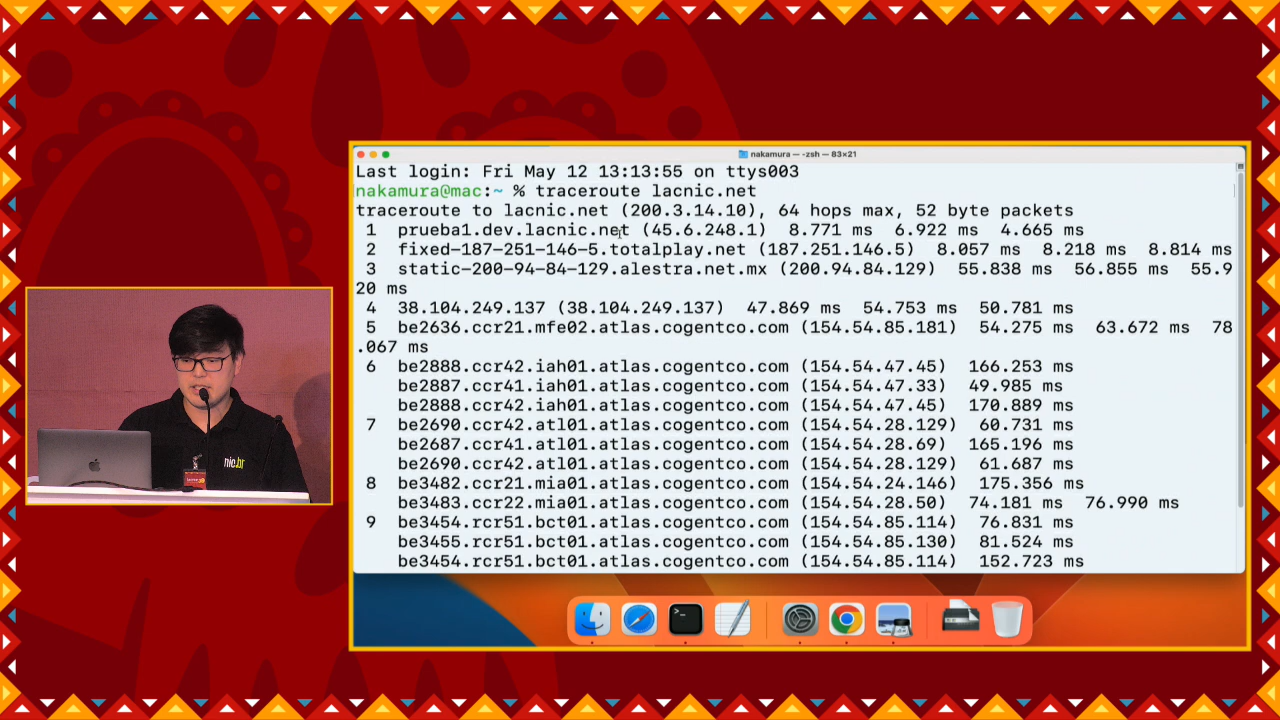 nakamura — -zsh — 83×21
Last login: Fri May 12 13:13:55 on ttys003
nakamura@mac:~ % traceroute lacnic.net
traceroute to lacnic.net (200.3.14.10), 64 hops max, 52 byte packets
1 prueba1.dev.lacnic.net (45.6.248.1) 8.771 ms 6.922 ms 4.665 ms
2 fixed-187-251-146-5.totalplay.net (187.251.146.5) 8.057 ms 8.218 ms 8.814 ms
3 static-200-94-84-129.alestra.net.mx (200.94.84.129) 55.838 ms 56.855 ms 55.9
20 ms
4 38.104.249.137 (38.104.249.137) 47.869 ms 54.753 ms 50.781 ms
5 be2636.ccr21.mfe02.atlas.cogentco.com (154.54.85.181) 54.275 ms 63.672 ms 78
.067 ms
6 be2888.ccr42.iah01.atlas.cogentco.com (154.54.47.45) 166.253 ms
be2887.ccr41.iah01.atlas.cogentco.com (154.54.47.33) 49.985 ms
be2888.ccr42.iah01.atlas.cogentco.com (154.54.47.45) 170.889 ms
7 be2690.ccr42.atl01.atlas.cogentco.com (154.54.28.129) 60.731 ms
be2687.ccr41.atl01.atlas.cogentco.com (154.54.28.69) 165.196 ms
be2690.ccr42.atl01.atlas.cogentco.com (154.54.28.129) 61.687 ms
8 be3482.ccr21.mia01.atlas.cogentco.com (154.54.24.146) 175.356 ms
be3483.ccr22.mia01.atlas.cogentco.com (154.54.28.50) 74.181 ms 76.990 ms
9 be3454.rcr51.bct01.atlas.cogentco.com (154.54.85.114) 76.831 ms
be3455.rcr51.bct01.atlas.cogentco.com (154.54.85.130) 81.524 ms
be3454.rcr51.bct01.atlas.cogentco.com (154.54.85.114) 152.723 ms
nic.br